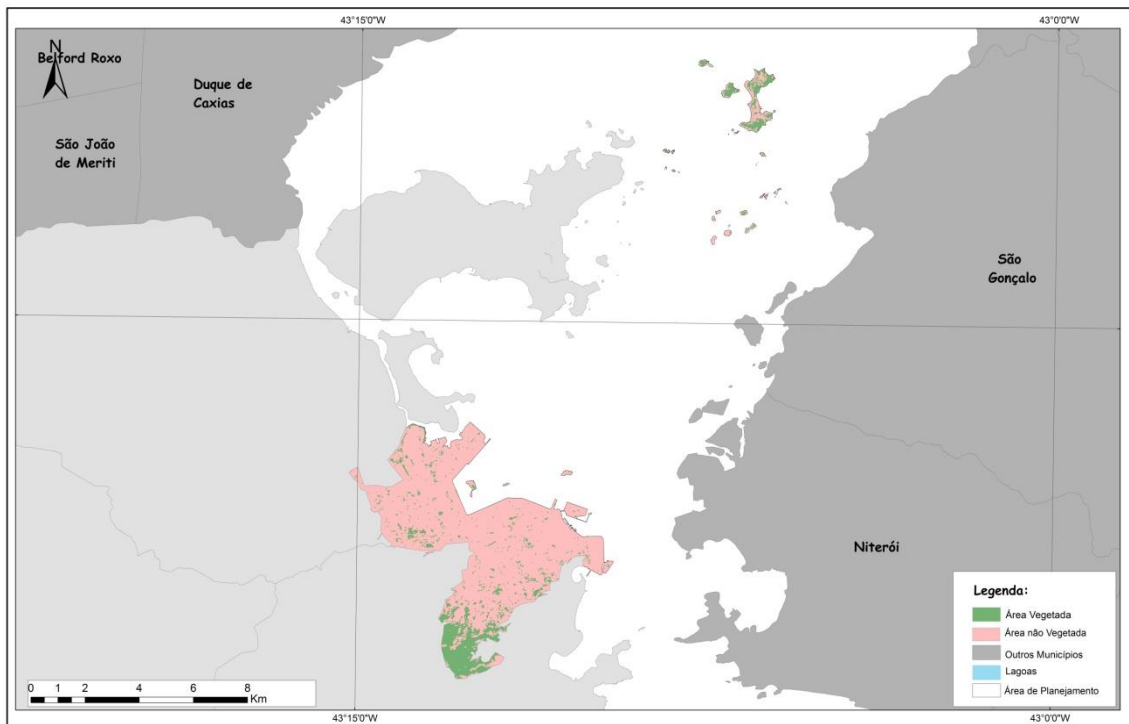 43°15'0"W
43°0'0"W
Belford Roxo
N
Duque de
Caxias
São João
de Meriti
São
Gonçalo
Niterói
Legenda:
Área Vegetada
Área não Vegetada
Outros Municípios
Lagoas
Área de Planejamento
0 1 2 4 6 8
Km
43°15'0"W
43°0'0"W